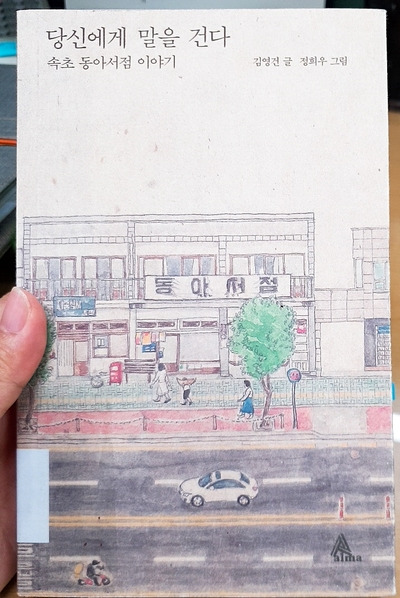 당신에게 말을 건다
속초 동아서점 이야기
김영건 글 정희우 그림
동아서점
alma